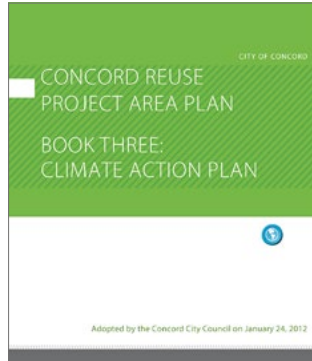 CITY OF CONCORD
CONCORD REUSE
PROJECT AREA PLAN
BOOK THREE:
CLIMATE ACTION PLAN
Adopted by the Concord City Council on January 24, 2012